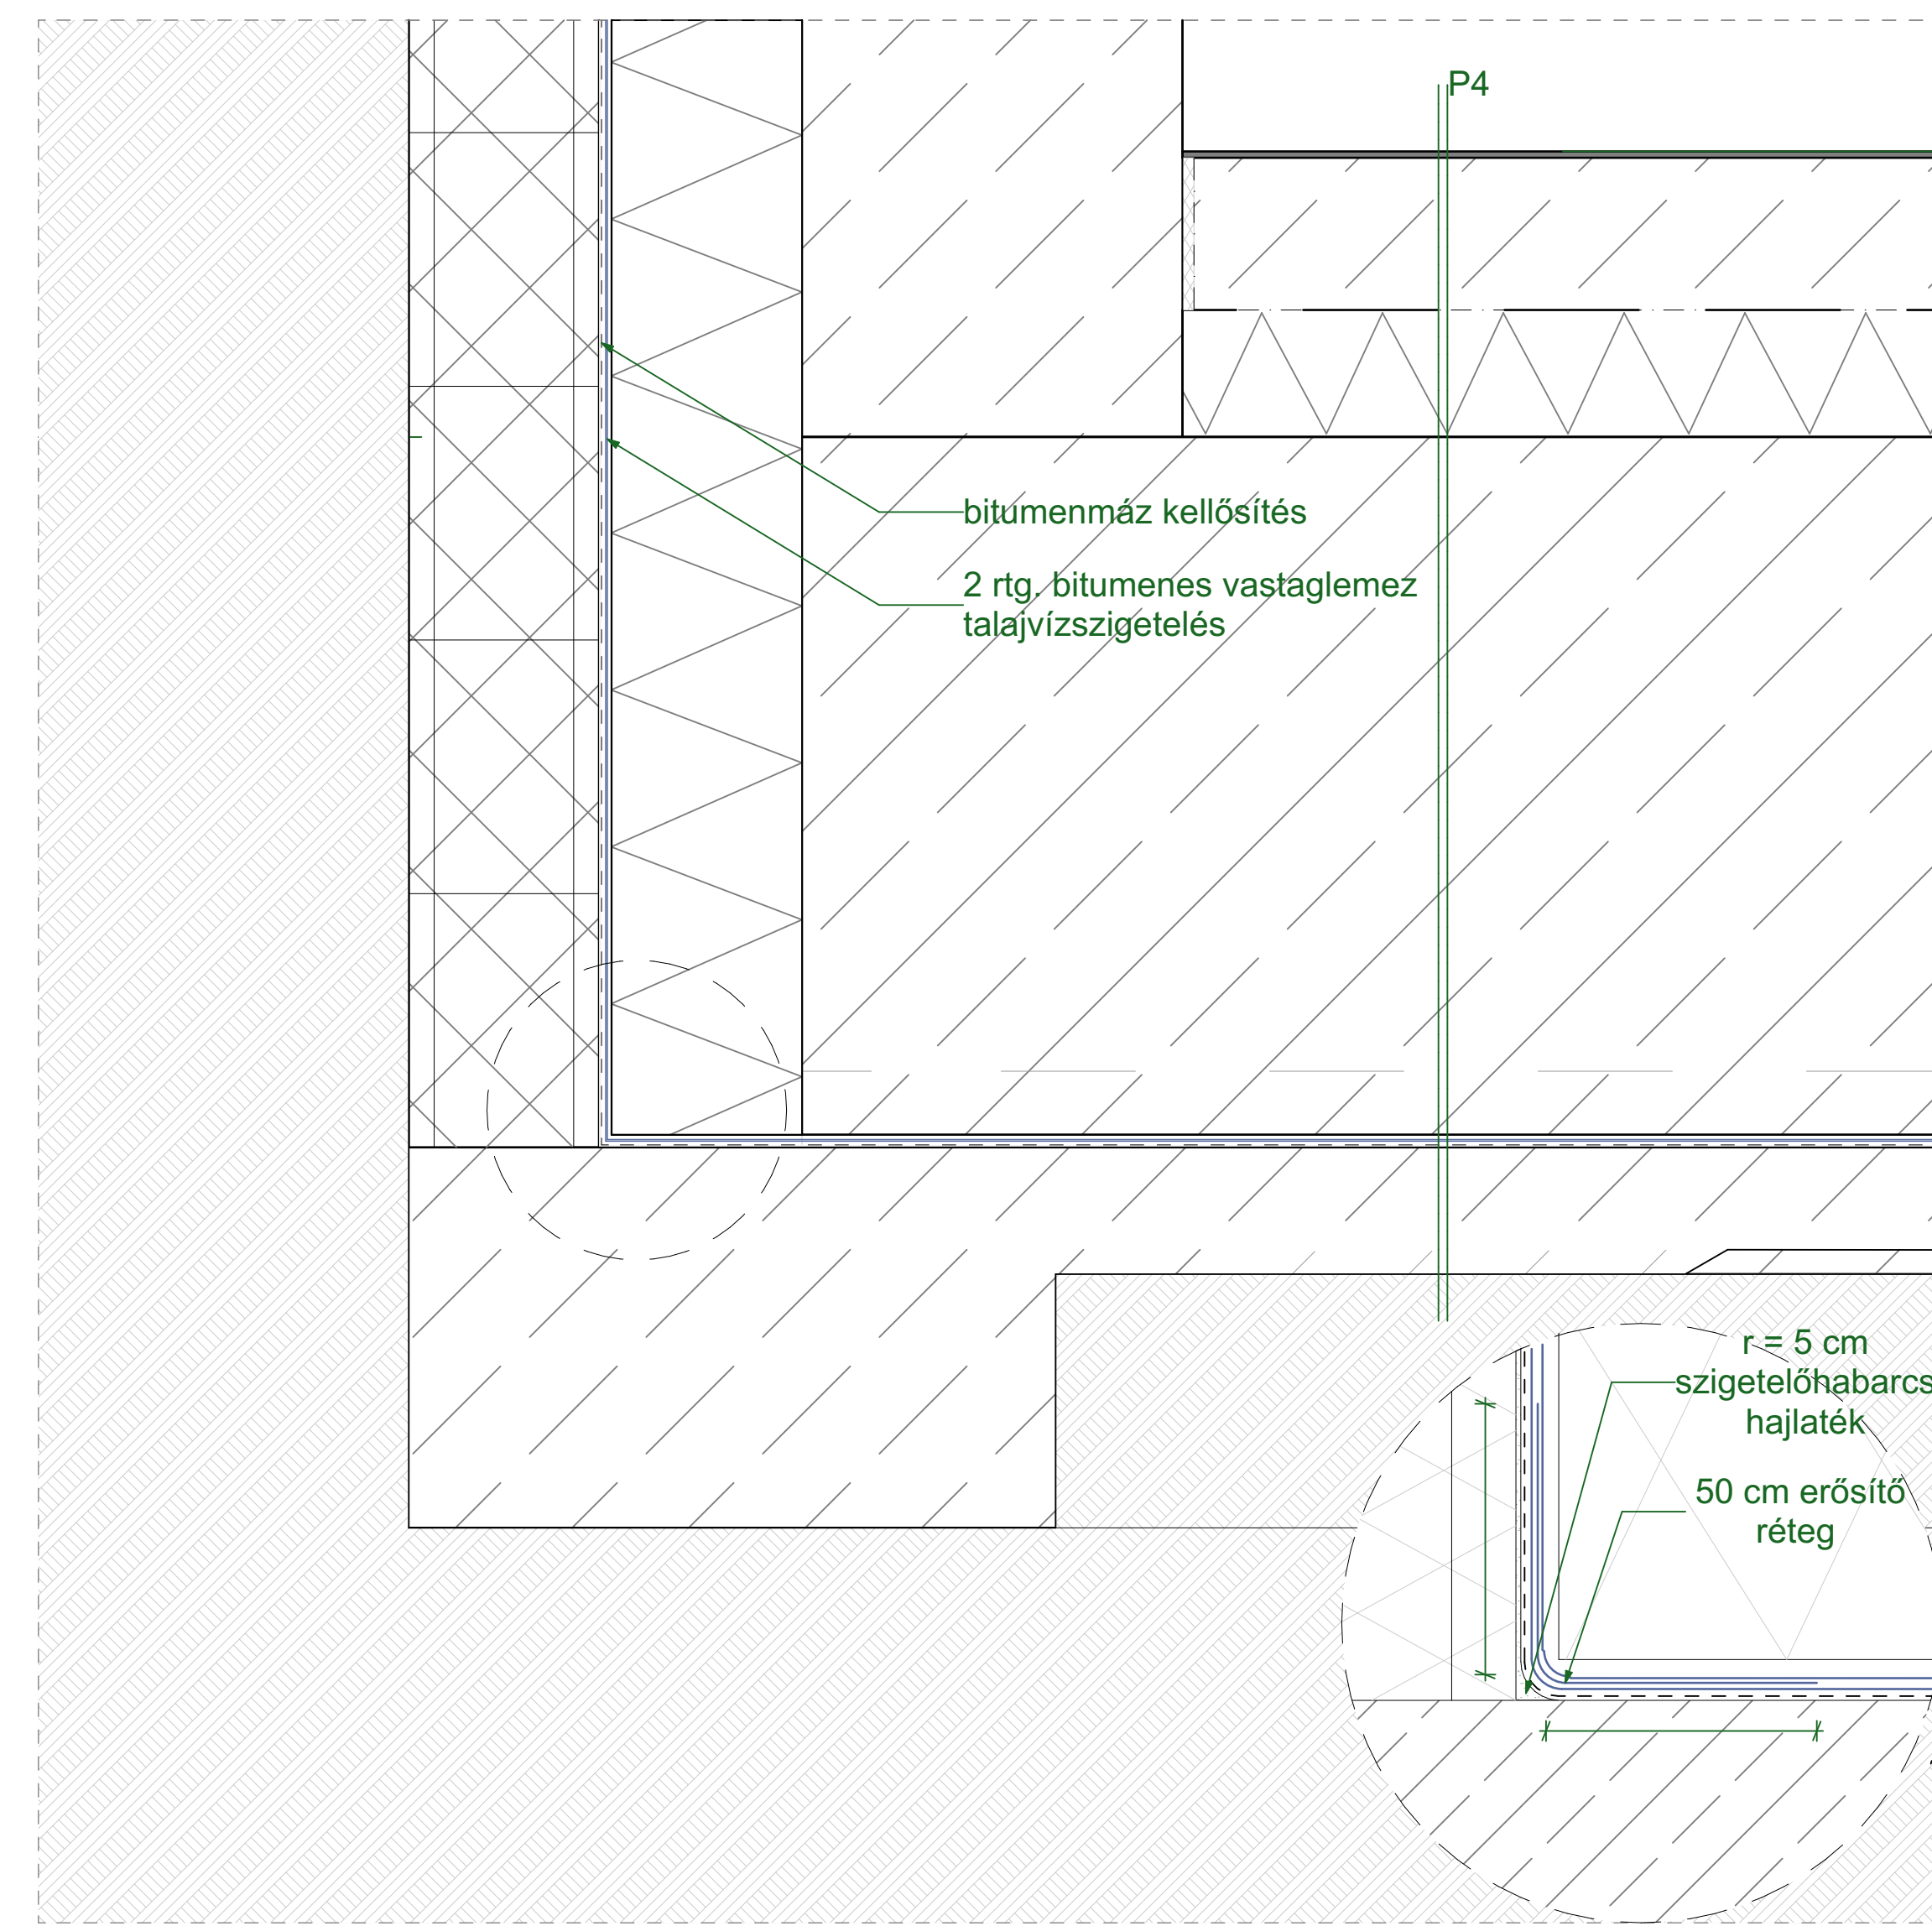 P4
bitumenmáz kellősítés
2 rtg. bitumenes vastaglemez
talajvízszigetelés
r = 5 cm
szigetelőhabarcs
hajlaték
50 cm erősítő
réteg